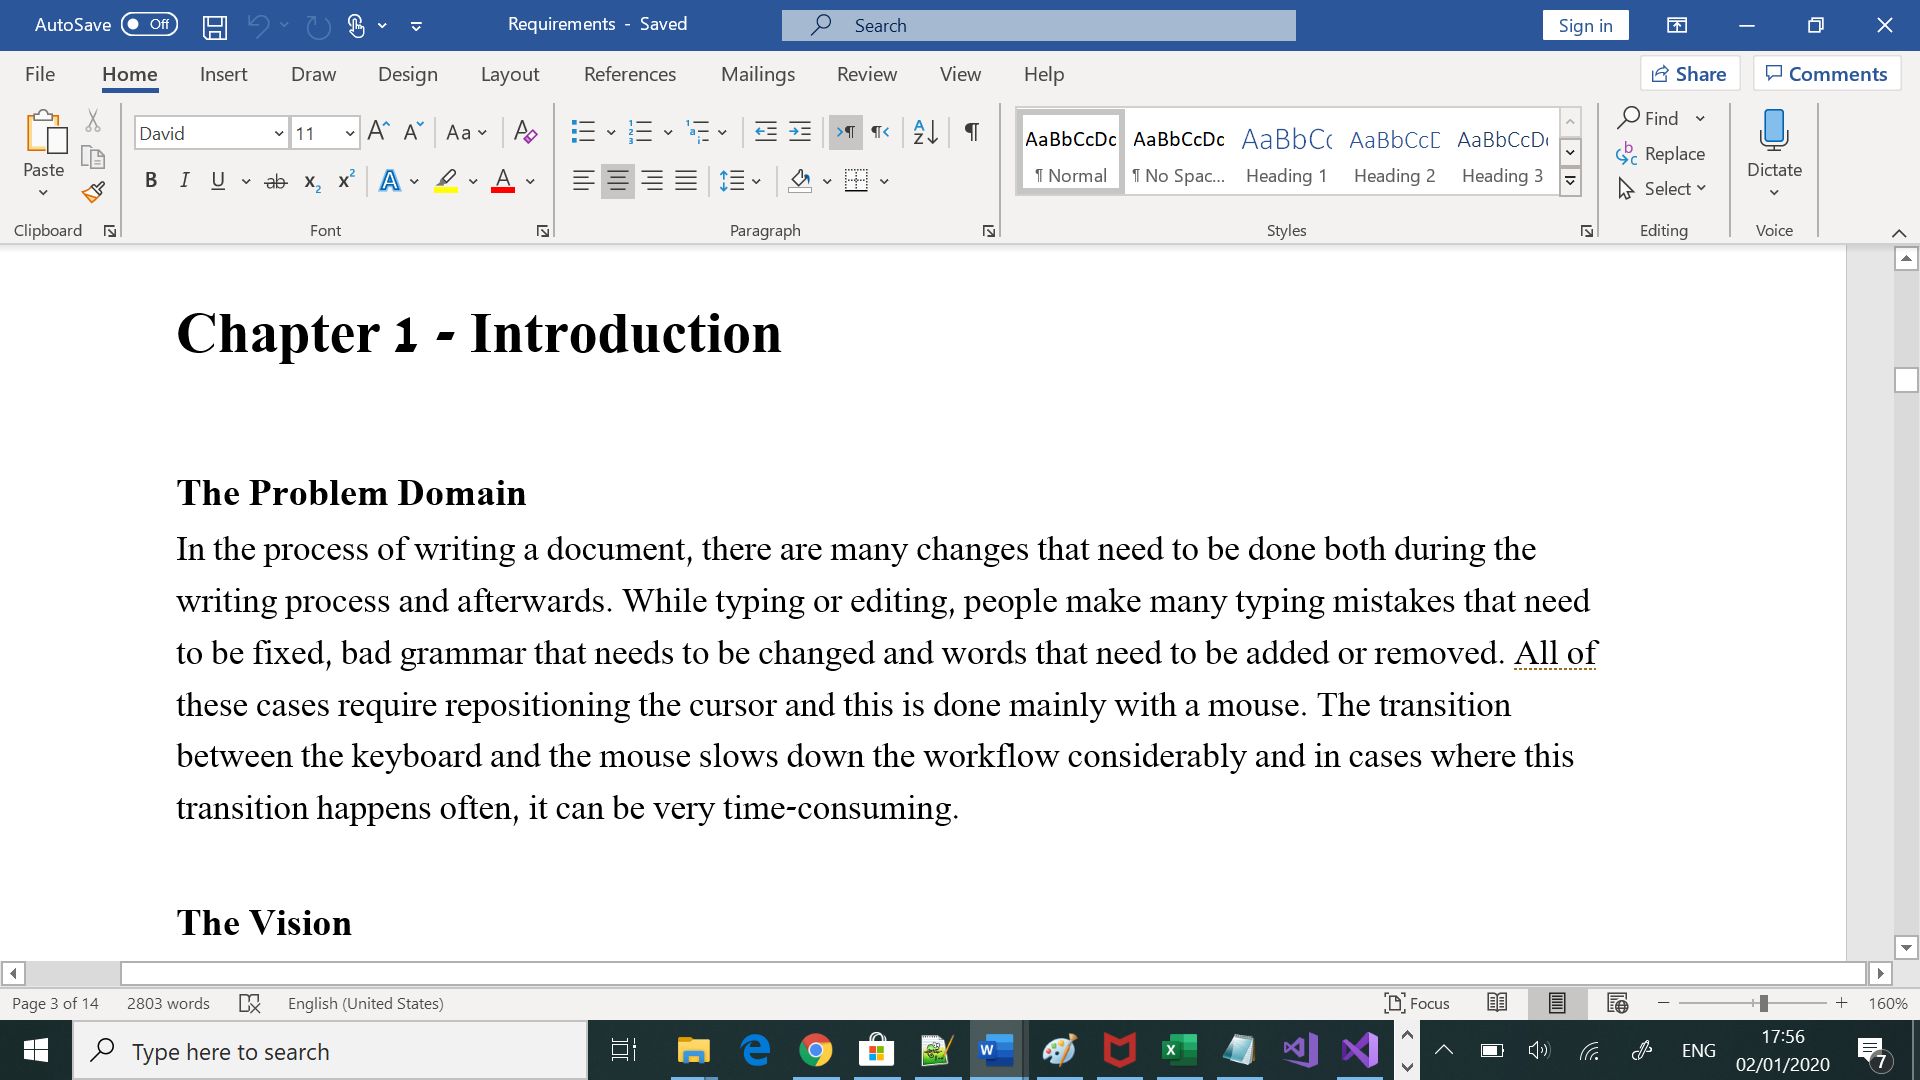 AutoSave Off Requirements - Saved Search Sign in
File Home Insert Draw Design Layout References Mailings Review View Help Share Comments
Paste
Clipboard
David 11
Aa
Font
Paragraph
AaBbCcDc AaBbCcDc AaBbCc AaBbCcD AaBbCcDc
¶ Normal ¶ No Spac... Heading 1 Heading 2 Heading 3
Styles
Find
Replace
Select
Editing
Dictate
Voice
Chapter 1 - Introduction
The Problem Domain
In the process of writing a document, there are many changes that need to be done both during the
writing process and afterwards. While typing or editing, people make many typing mistakes that need
to be fixed, bad grammar that needs to be changed and words that need to be added or removed. All of
these cases require repositioning the cursor and this is done mainly with a mouse. The transition
between the keyboard and the mouse slows down the workflow considerably and in cases where this
transition happens often, it can be very time-consuming.
The Vision
Page 3 of 14 2803 words English (United States) Focus 160%
Type here to search
ENG
17:56
02/01/2020
7